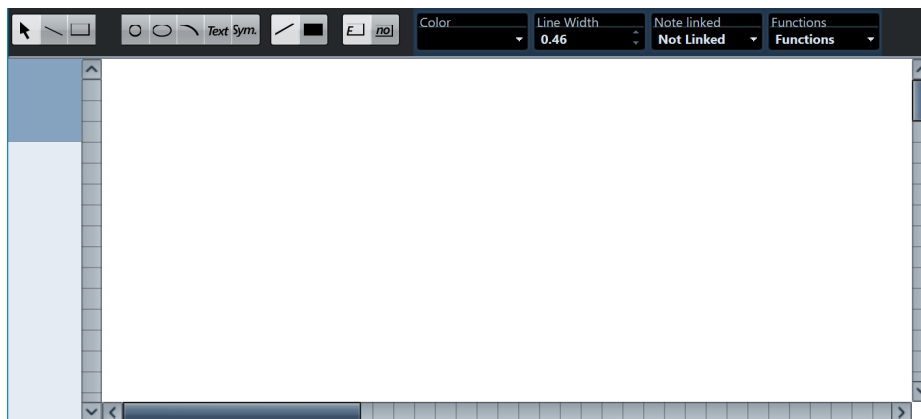 Text Sym. E no Color Line Width Note linked Functions
0.46 Not Linked Functions